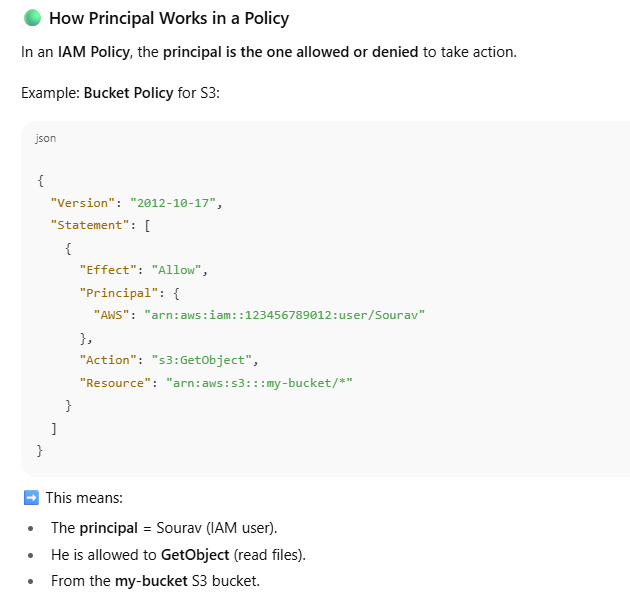 How Principal Works in a Policy
In an IAM Policy, the principal is the one allowed or denied to take action.
Example: Bucket Policy for S3:
json
{
  "Version": "2012-10-17",
  "Statement": [
    {
      "Effect": "Allow",
      "Principal": {
        "AWS": "arn:aws:iam::123456789012:user/Sourav"
      },
      "Action": "s3:GetObject",
      "Resource": "arn:aws:s3:::my-bucket/*"
    }
  ]
}
➡️ This means:
• The principal = Sourav (IAM user).
• He is allowed to GetObject (read files).
• From the my-bucket S3 bucket.